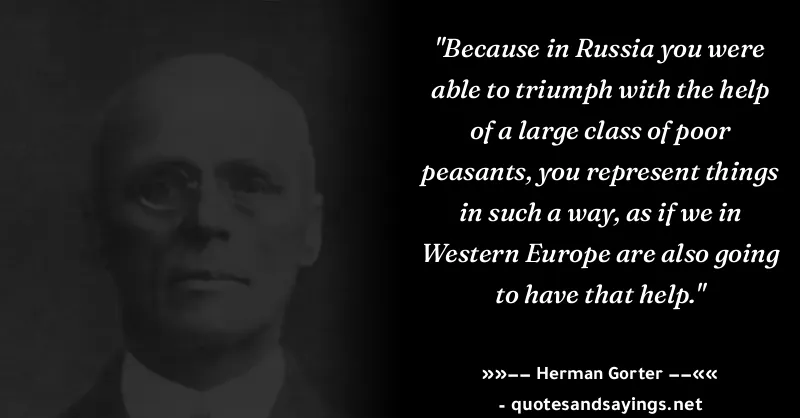 "Because in Russia you were
able to triumph with the help
of a large class of poor
peasants, you represent things
in such a way, as if we in
Western Europe are also going
to have that help."
»»–– Herman Gorter ––««
- quotesandsayings.net